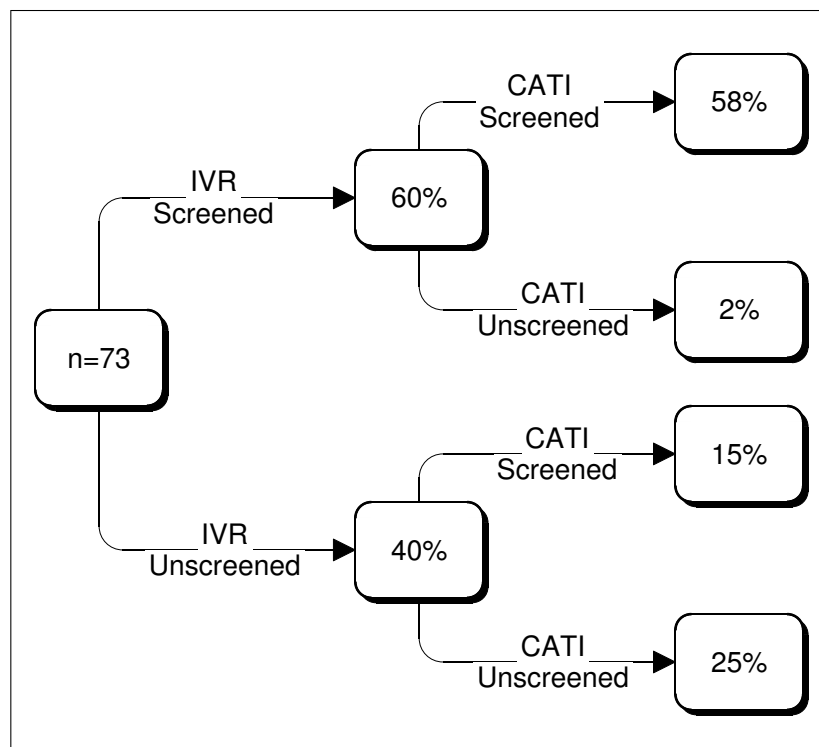 CATI
Screened
58%
IVR
Screened
60%
CATI
Unscreened
2%
n=73
CATI
Screened
15%
IVR
Unscreened
40%
CATI
Unscreened
25%